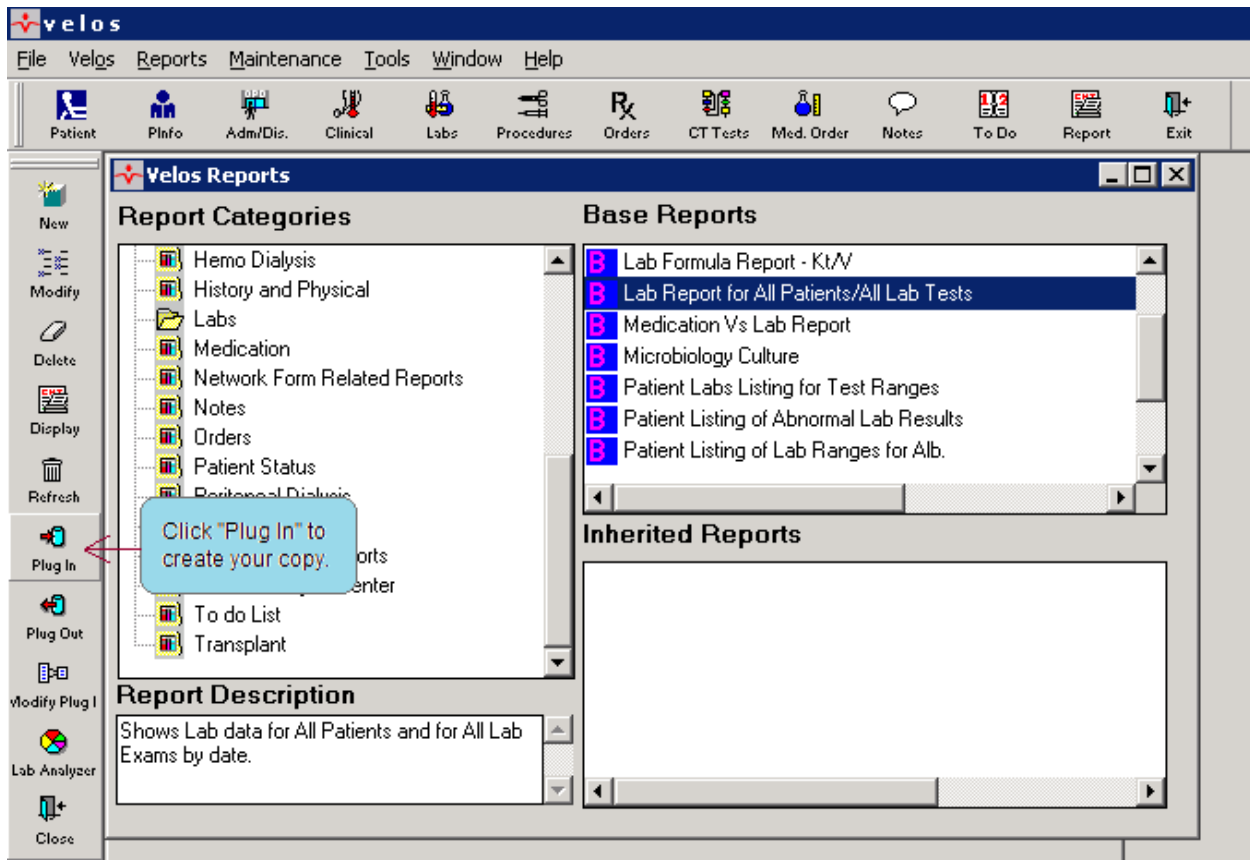 velos
File Velos Reports Maintenance Tools Window Help
Patient PInfo Adm/Dis. Clinical Labs Procedures Orders CT Tests Med. Order Notes To Do Report Exit
New
Modify
Delete
Display
Refresh
Plug In
Plug Out
Modify Plug I
Lab Analyzer
Close
Velos Reports
Report Categories
Hemo Dialysis
History and Physical
Labs
Medication
Network Form Related Reports
Notes
Orders
Patient Status
Peritoneal Dialysis
orts
enter
To do List
Transplant
Click "Plug In" to
create your copy.
Report Description
Shows Lab data for All Patients and for All Lab
Exams by date.
Base Reports
B Lab Formula Report - Kt/V
B Lab Report for All Patients/All Lab Tests
B Medication Vs Lab Report
B Microbiology Culture
B Patient Labs Listing for Test Ranges
B Patient Listing of Abnormal Lab Results
B Patient Listing of Lab Ranges for Alb.
Inherited Reports